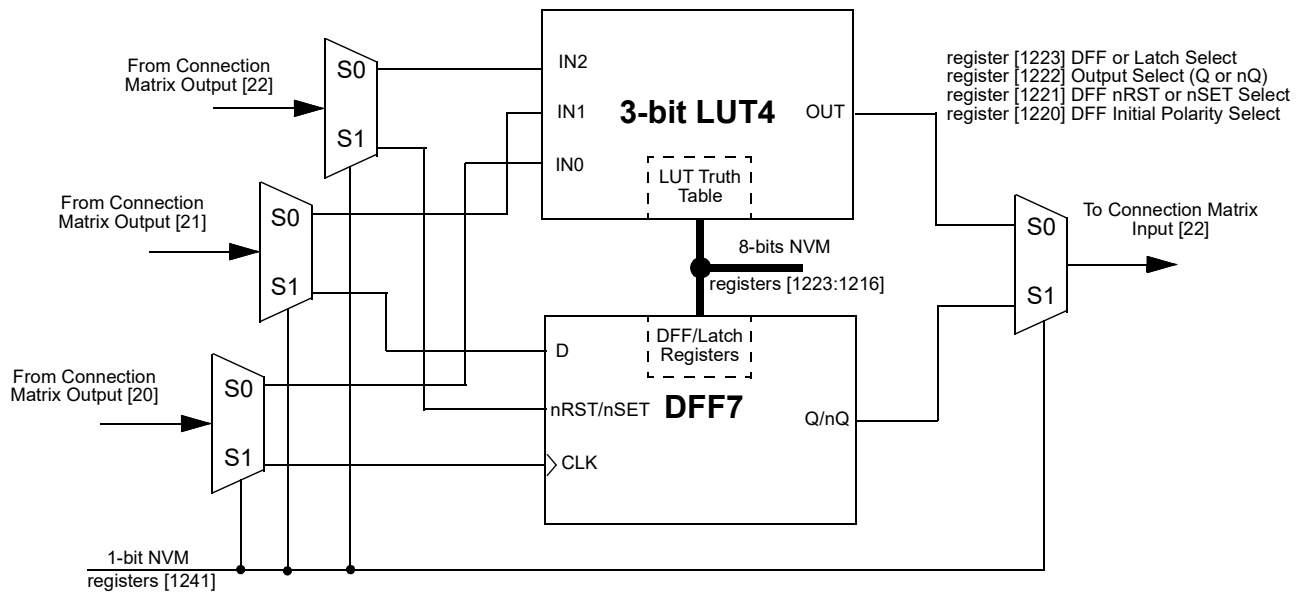 From Connection
Matrix Output [22]
S0
S1
IN2
IN1
IN0
3-bit LUT4
OUT
LUT Truth
Table
register [1223] DFF or Latch Select
register [1222] Output Select (Q or nQ)
register [1221] DFF nRST or nSET Select
register [1220] DFF Initial Polarity Select
From Connection
Matrix Output [21]
S0
S1
8-bits NVM
registers [1223:1216]
To Connection Matrix
Input [22]
S0
S1
From Connection
Matrix Output [20]
S0
S1
D
nRST/nSET
CLK
DFF/Latch
Registers
DFF7
Q/nQ
1-bit NVM
registers [1241]